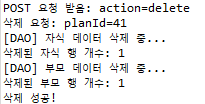 POST 요청 받음: action=delete
삭제 요청: planId=41
[DAO] 자식 데이터 삭제 중...
삭제된 자식 행 개수: 1
[DAO] 부모 데이터 삭제 중...
삭제된 부모 행 개수: 1
삭제 성공!